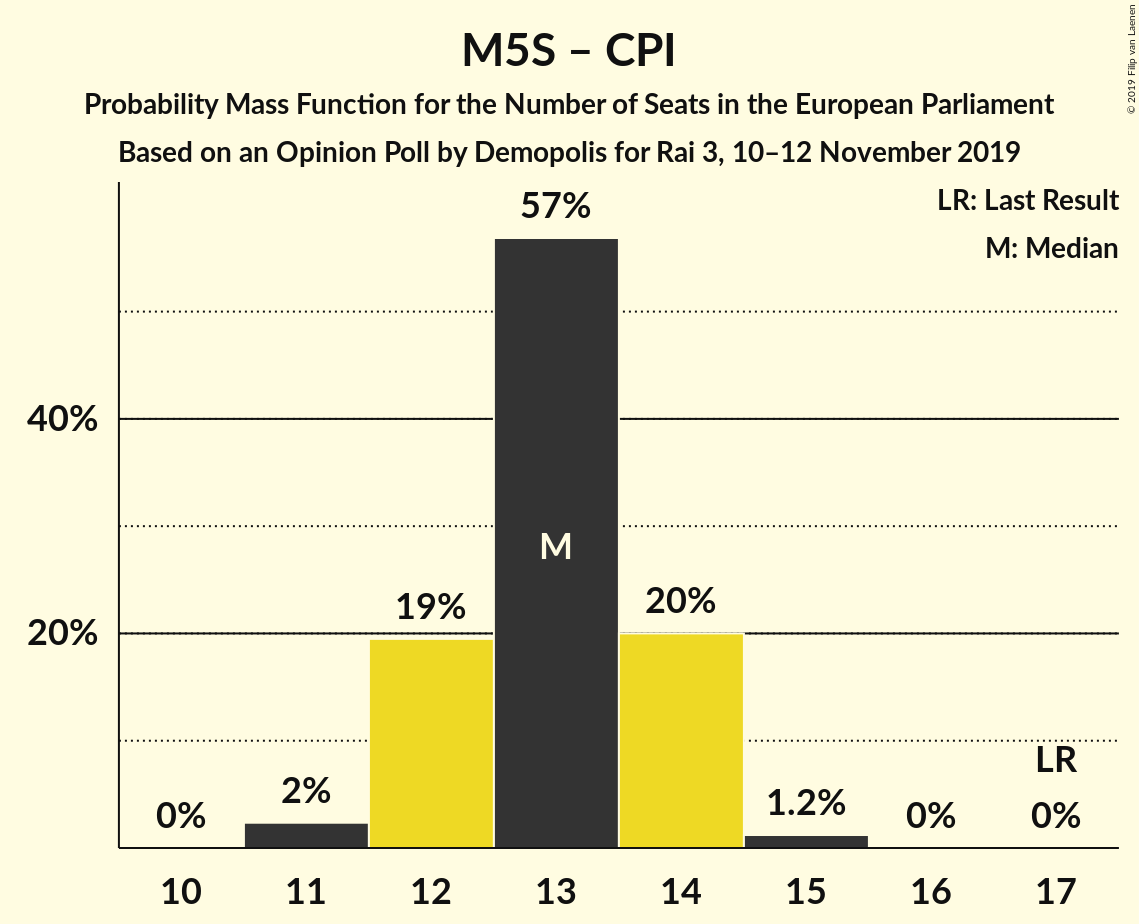 M5S – CPI
Probability Mass Function for the Number of Seats in the European Parliament
Based on an Opinion Poll by Demopolis for Rai 3, 10–12 November 2019
© 2019 Filip van Laenen
LR: Last Result
M: Median
57%
40%
M
19%
20%
20%
LR
0%
2%
1.2%
0%
0%
10
11
12
13
14
15
16
17